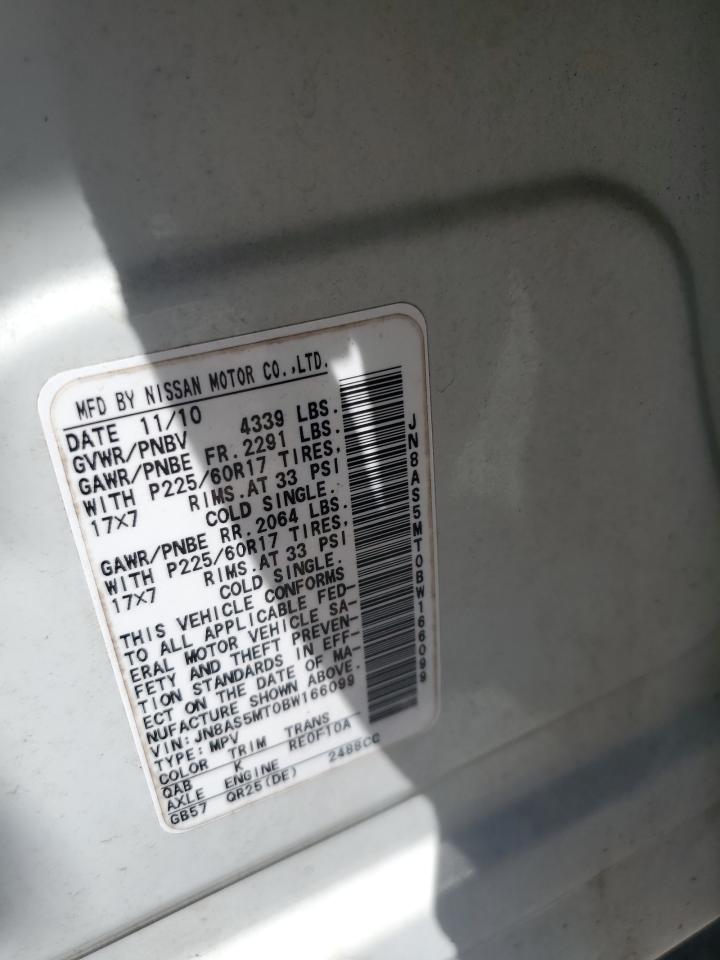 MFD BY NISSAN MOTOR CO.,LTD.
DATE 11/10
GVWR/PNBV 4339 LBS.
GAWR/PNBE FR.2291 LBS.
WITH P225/60R17 TIRES,
17X7 RIMS.AT 33 PSI
COLD SINGLE.
GAWR/PNBE RR.2064 LBS.
WITH P225/60R17 TIRES,
17X7 RIMS.AT 33 PSI
COLD SINGLE.
THIS VEHICLE CONFORMS
TO ALL APPLICABLE FED-
ERAL MOTOR VEHICLE SA-
FETY AND THEFT PREVEN-
TION STANDARDS IN EFF-
ECT ON THE DATE OF MA-
NUFACTURE SHOWN ABOVE.
VIN: JN8AS5MT0BW166099
TYPE: MPV
COLOR TRIM TRANS
QAB K RE0F10A
AXLE ENGINE
GB57 QR25(DE) 2488CC
JN8AS5MT0BW166099